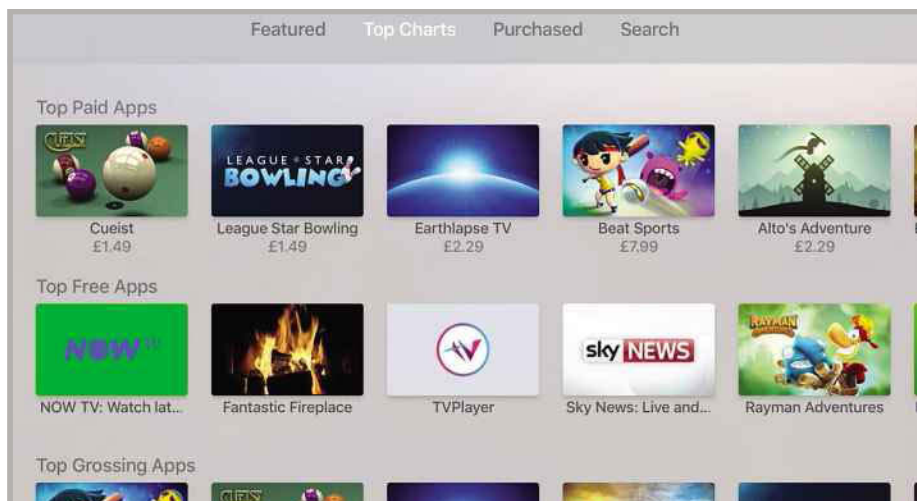 Featured Top Charts Purchased Search
Top Paid Apps
CUEIST
LEAGUE STAR
BOWLING
Cueist League Star Bowling Earthlapse TV Beat Sports Alto's Adventure
£1.49 £1.49 £2.29 £7.99 £2.29
Top Free Apps
NOW TV
sky NEWS
RAYMAN
NOW TV: Watch lat... Fantastic Fireplace TVPlayer Sky News: Live and... Rayman Adventures
Top Grossing Apps
CUEIST